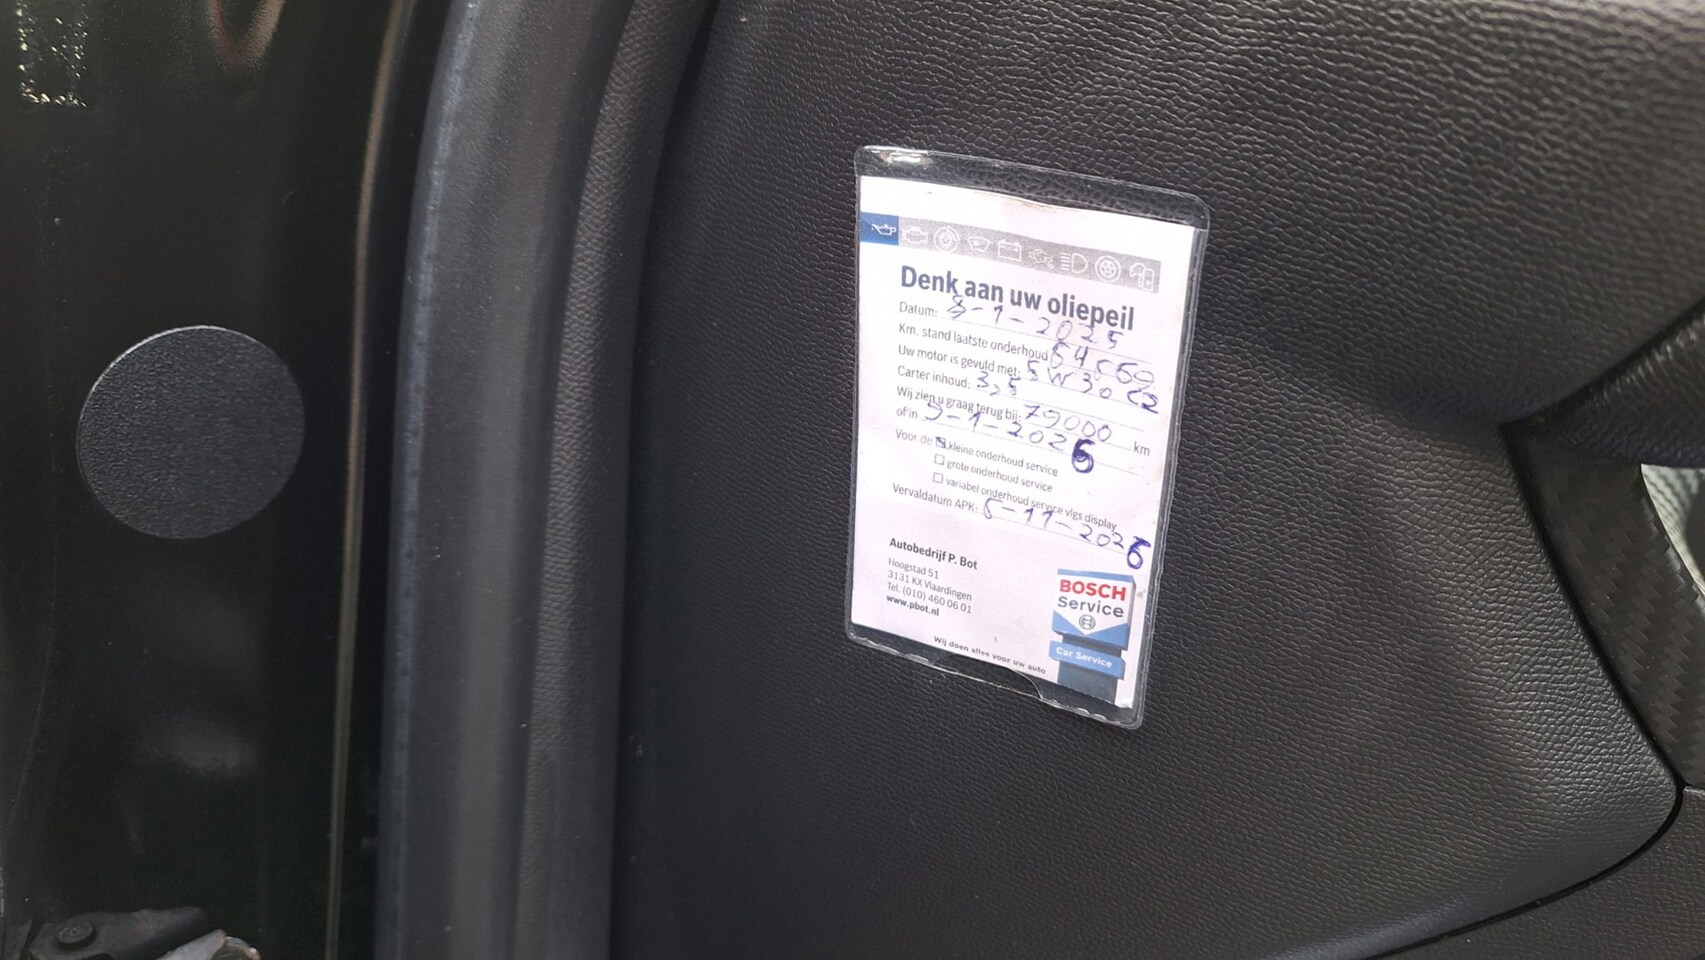 Denk aan uw oliepeil
Datum: 8-1-2025
Km. stand laatste onderhoud
Uw motor is gevuld met: 5W30 C2
Carter inhoud: 3,5
Wij zien u graag terug bij: 79000 km
of in 9-1-2026
Voor de kleine onderhoud service
grote onderhoud service
variabel onderhoud service vlgs display
Vervaldatum APK: 5-11-2026
Autobedrijf P. Bot
Hoogstad 51
3131 KX Vlaardingen
Tel. (010) 460 06 01
www.pbot.nl
BOSCH
Service
Car Service
Wij doen alles voor uw auto